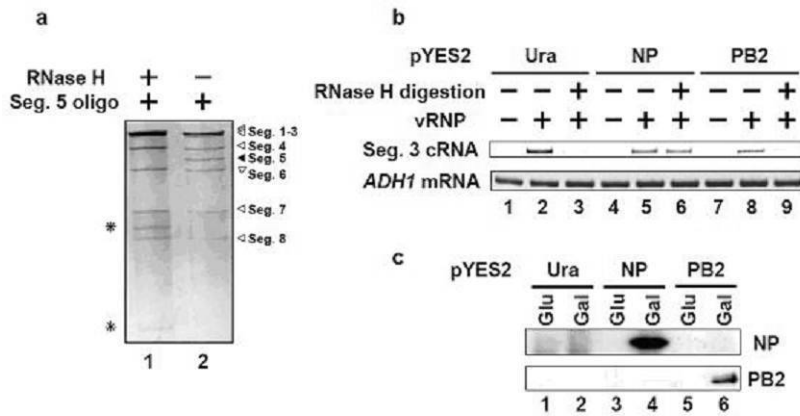 a
RNase H + −
Seg. 5 oligo + +
Seg. 1-3
Seg. 4
Seg. 5
Seg. 6
Seg. 7
* 
Seg. 8
*
1 2
b
pYES2 Ura NP PB2
RNase H digestion − − + − − + − − +
vRNP − + + − + + − + +
Seg. 3 cRNA
ADH1 mRNA
1 2 3 4 5 6 7 8 9
c
pYES2 Ura NP PB2
Glu Gal Glu Gal Glu Gal
NP
PB2
1 2 3 4 5 6